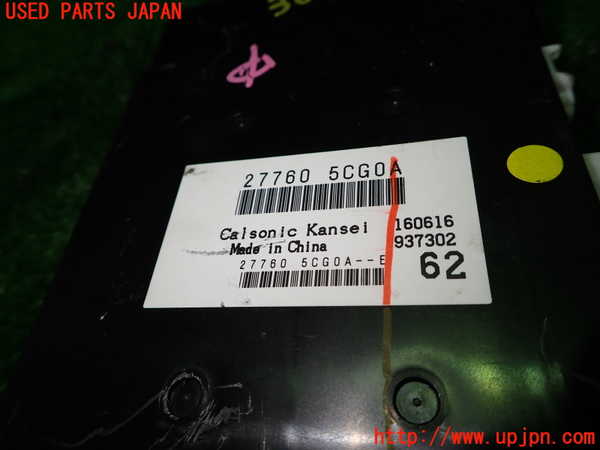 USED PARTS JAPAN
27760 5CG0A
Calsonic Kansei 160616
Made in China 937302
27760 5CG0A--E
62
http://www.upjpn.com/